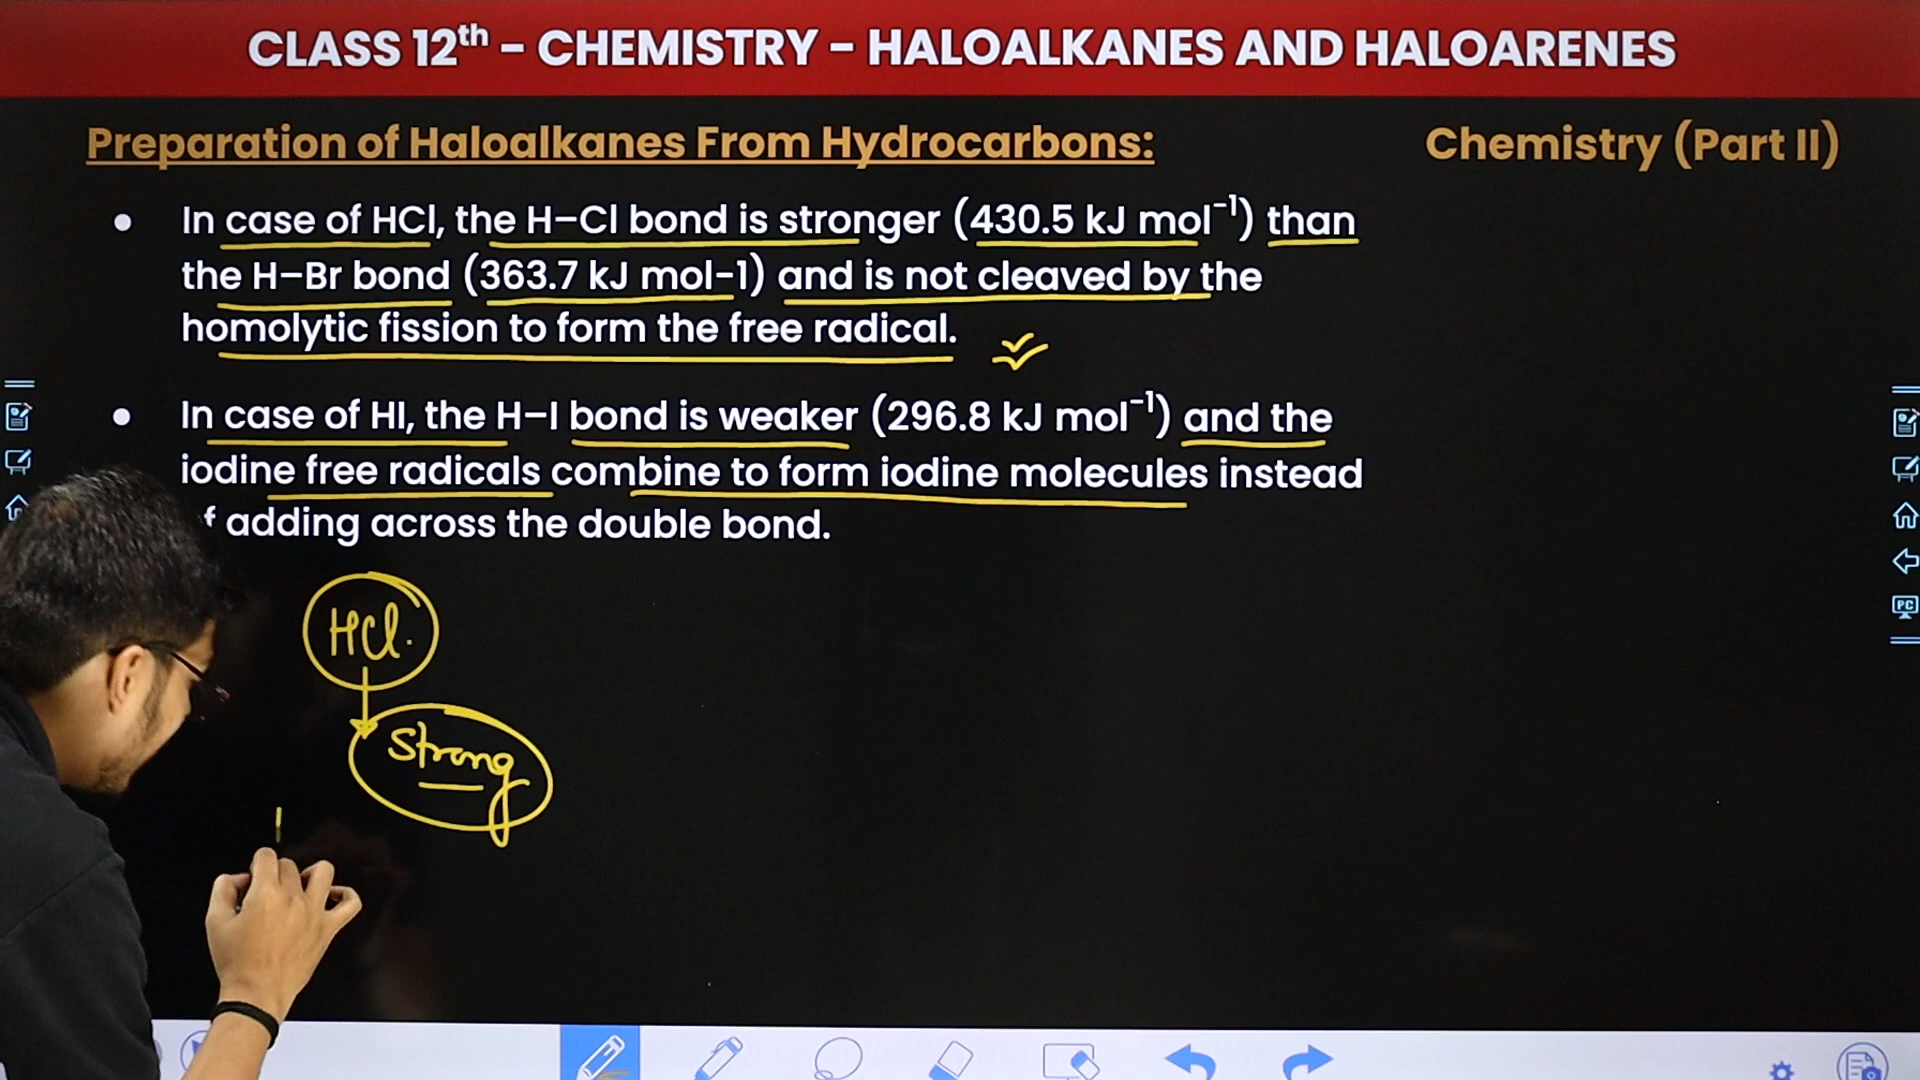 CLASS 12th - CHEMISTRY - HALOALKANES AND HALOARENES
Preparation of Haloalkanes From Hydrocarbons:
Chemistry (Part II)
• In case of HCl, the H–Cl bond is stronger (430.5 kJ mol⁻¹) than
the H–Br bond (363.7 kJ mol-1) and is not cleaved by the
homolytic fission to form the free radical.
• In case of HI, the H–I bond is weaker (296.8 kJ mol⁻¹) and the
iodine free radicals combine to form iodine molecules instead
f adding across the double bond.
HCl.
Strong
PC